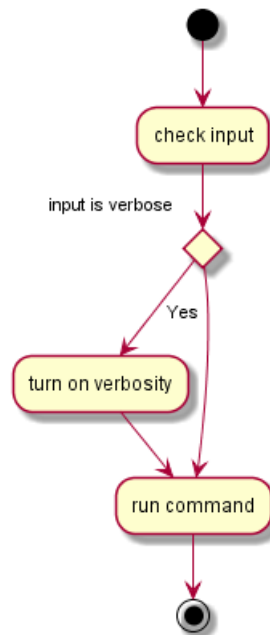 check input
input is verbose
Yes
turn on verbosity
run command